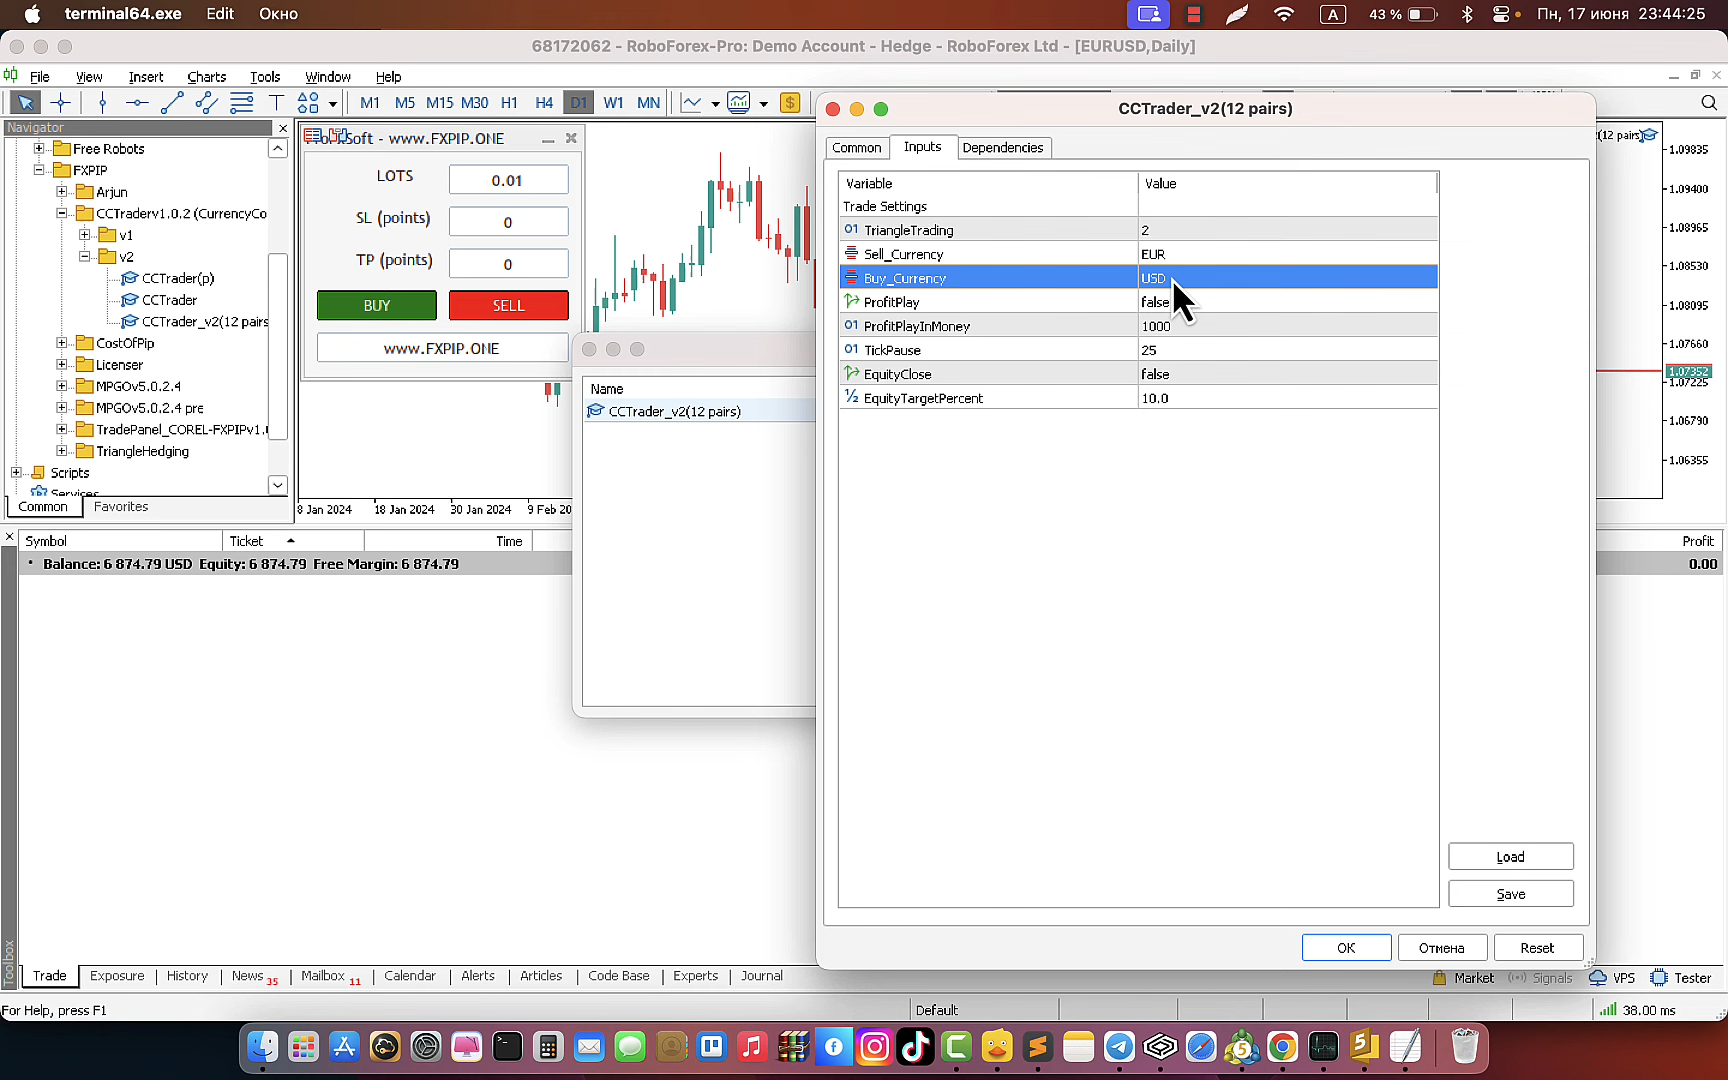 terminal64.exe Edit Окно
A 43 % Пн, 17 июня 23:44:25
68172062 - RoboForex-Pro: Demo Account - Hedge - RoboForex Ltd - [EURUSD,Daily]
File View Insert Charts Tools Window Help
M1 M5 M15 M30 H1 H4 D1 W1 MN
Navigator
Free Robots
FXPIP
Arjun
CCTraderv1.0.2 (CurrencyCo
v1
v2
CCTrader(p)
CCTrader
CCTrader_v2(12 pairs
CostOfPip
Licenser
MPGOv5.0.2.4
MPGOv5.0.2.4 pre
TradePanel_COREL-FXPIPv1.
TriangleHedging
Scripts
Services
Common Favorites
Soft - www.FXPIP.ONE
LOTS 0.01
SL (points) 0
TP (points) 0
BUY SELL
www.FXPIP.ONE
8 Jan 2024 18 Jan 2024 30 Jan 2024 9 Feb 20
Name
CCTrader_v2(12 pairs)
CCTrader_v2(12 pairs)
Common Inputs Dependencies
Variable Value
Trade Settings
TriangleTrading 2
Sell_Currency EUR
Buy_Currency USD
ProfitPlay false
ProfitPlayInMoney 1000
TickPause 25
EquityClose false
EquityTargetPercent 10.0
Load
Save
OK Отмена Reset
(12 pairs)
1.09835
1.09400
1.08965
1.08530
1.08095
1.07660
1.07352
1.07225
1.06790
1.06355
Symbol Ticket Time Profit
Balance: 6 874.79 USD Equity: 6 874.79 Free Margin: 6 874.79 0.00
Toolbox
Trade Exposure History News 35 Mailbox 11 Calendar Alerts Articles Code Base Experts Journal
Market Signals VPS Tester
For Help, press F1 Default 38.00 ms